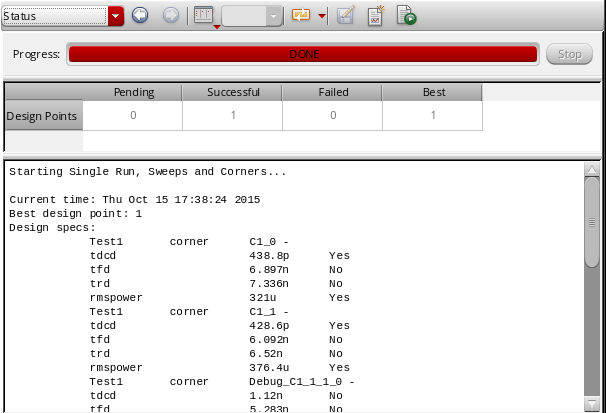 Status
Progress: DONE Stop
Pending Successful Failed Best
Design Points 0 1 0 1
Starting Single Run, Sweeps and Corners...
Current time: Thu Oct 15 17:38:24 2015
Best design point: 1
Design specs:
Test1 corner C1_0 -
tdcd 438.8p Yes
tfd 6.897n No
trd 7.336n No
rmspower 321u Yes
Test1 corner C1_1 -
tdcd 428.6p Yes
tfd 6.092n No
trd 6.52n No
rmspower 376.4u Yes
Test1 corner Debug_C1_1_1_0 -
tdcd 1.12n No
tfd 5.283n No